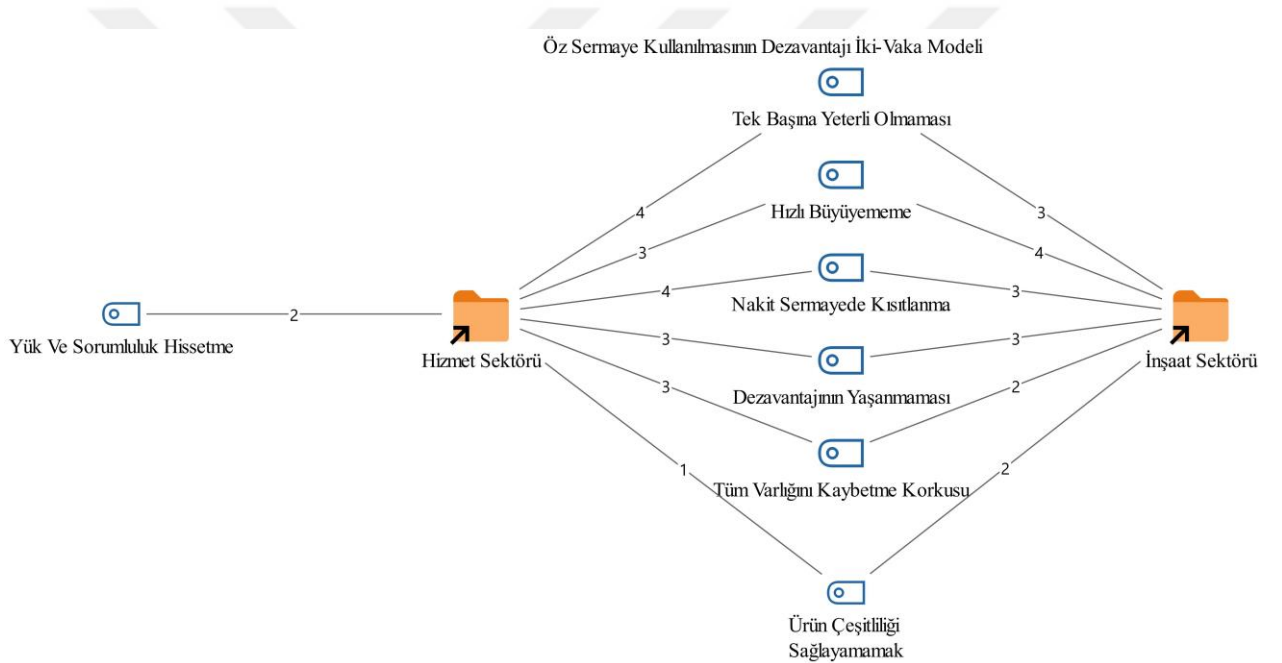 Öz Sermaye Kullanılmasının Dezavantajı İki-Vaka Modeli
Tek Başına Yeterli Olmaması
4
3
Hızlı Büyüyememe
3
4
Nakit Sermayede Kısıtlanma
4
3
2
Yük Ve Sorumluluk Hissetme
Hizmet Sektörü
İnşaat Sektörü
3
3
Dezavantajının Yaşanmaması
3
2
Tüm Varlığını Kaybetme Korkusu
1
2
Ürün Çeşitliliği
Sağlayamamak